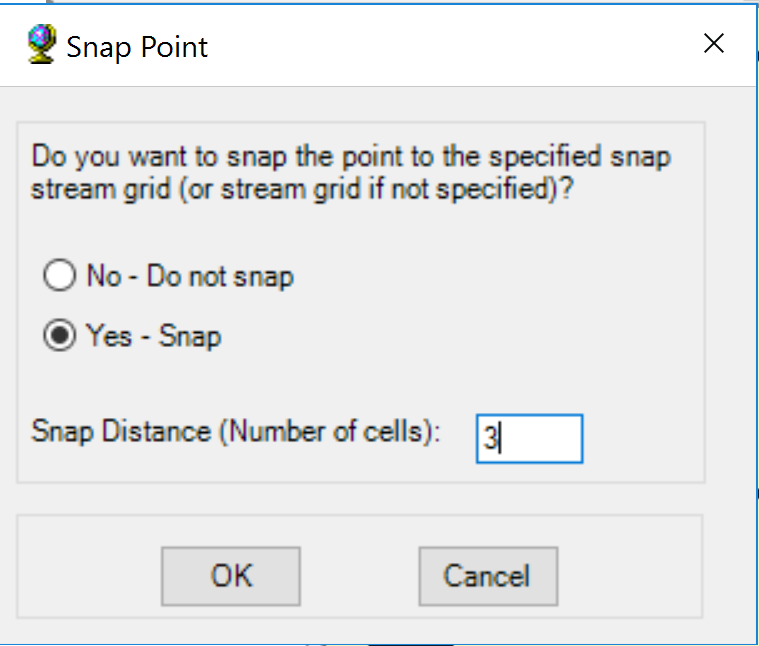 Snap Point
Do you want to snap the point to the specified snap
stream grid (or stream grid if not specified)?
No - Do not snap
Yes - Snap
Snap Distance (Number of cells): 3
OK Cancel